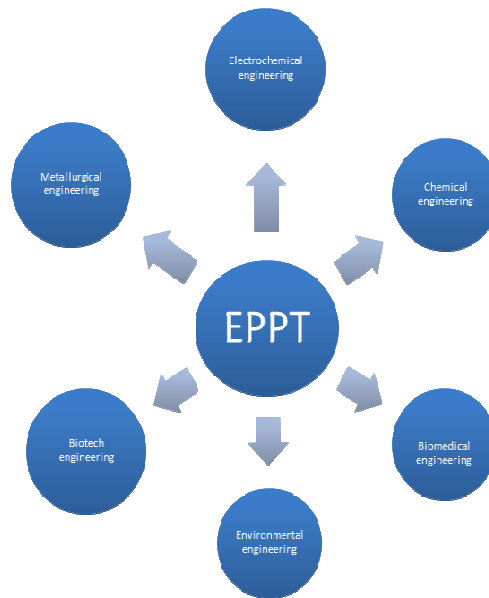 Electrochemical
engineering
Metallurgical
engineering
Chemical
engineering
EPPT
Biotech
engineering
Biomedical
engineering
Environmental
engineering